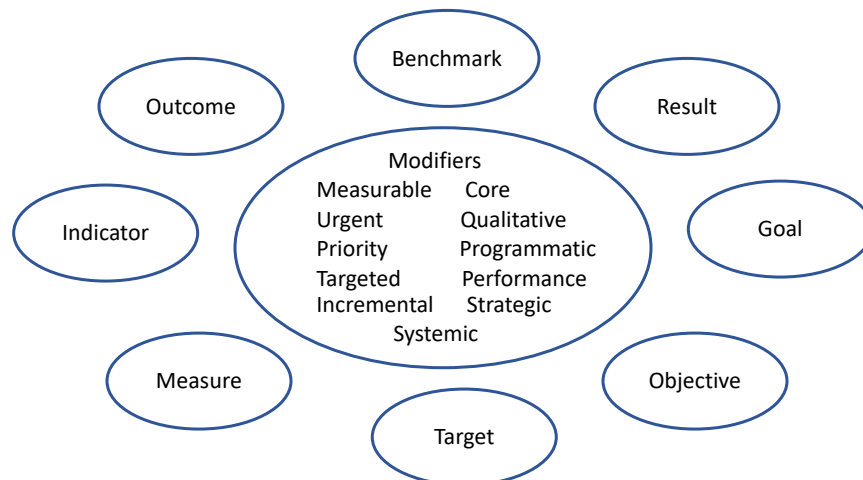 Benchmark
Outcome
Result
Modifiers
Measurable Core
Urgent Qualitative
Indicator
Goal
Priority Programmatic
Targeted Performance
Incremental Strategic
Systemic
Measure
Objective
Target